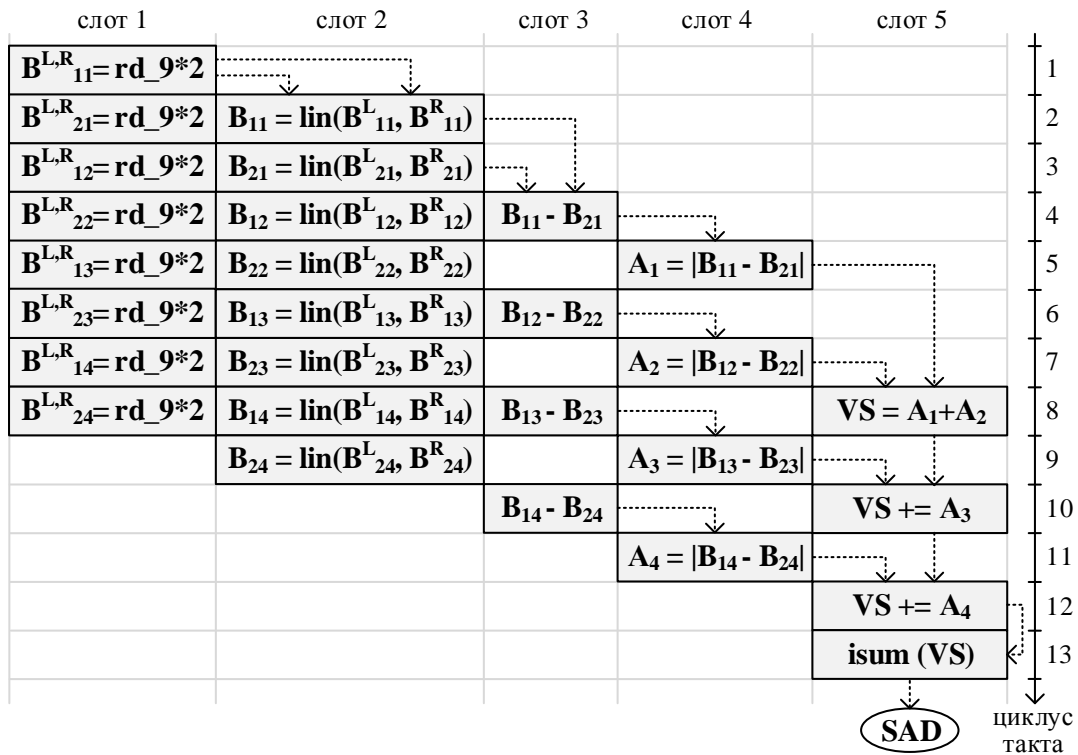 слот 1 слот 2 слот 3 слот 4 слот 5
B^{L,R}_{11}= rd_9*2 1
B^{L,R}_{21}= rd_9*2 B_{11} = lin(B^L_{11}, B^R_{11}) 2
B^{L,R}_{12}= rd_9*2 B_{21} = lin(B^L_{21}, B^R_{21}) 3
B^{L,R}_{22}= rd_9*2 B_{12} = lin(B^L_{12}, B^R_{12}) B_{11} - B_{21} 4
B^{L,R}_{13}= rd_9*2 B_{22} = lin(B^L_{22}, B^R_{22}) A_1 = |B_{11} - B_{21}| 5
B^{L,R}_{23}= rd_9*2 B_{13} = lin(B^L_{13}, B^R_{13}) B_{12} - B_{22} 6
B^{L,R}_{14}= rd_9*2 B_{23} = lin(B^L_{23}, B^R_{23}) A_2 = |B_{12} - B_{22}| 7
B^{L,R}_{24}= rd_9*2 B_{14} = lin(B^L_{14}, B^R_{14}) B_{13} - B_{23} VS = A_1+A_2 8
B_{24} = lin(B^L_{24}, B^R_{24}) A_3 = |B_{13} - B_{23}| 9
B_{14} - B_{24} VS += A_3 10
A_4 = |B_{14} - B_{24}| 11
VS += A_4 12
isum (VS) 13
SAD
циклус
такта